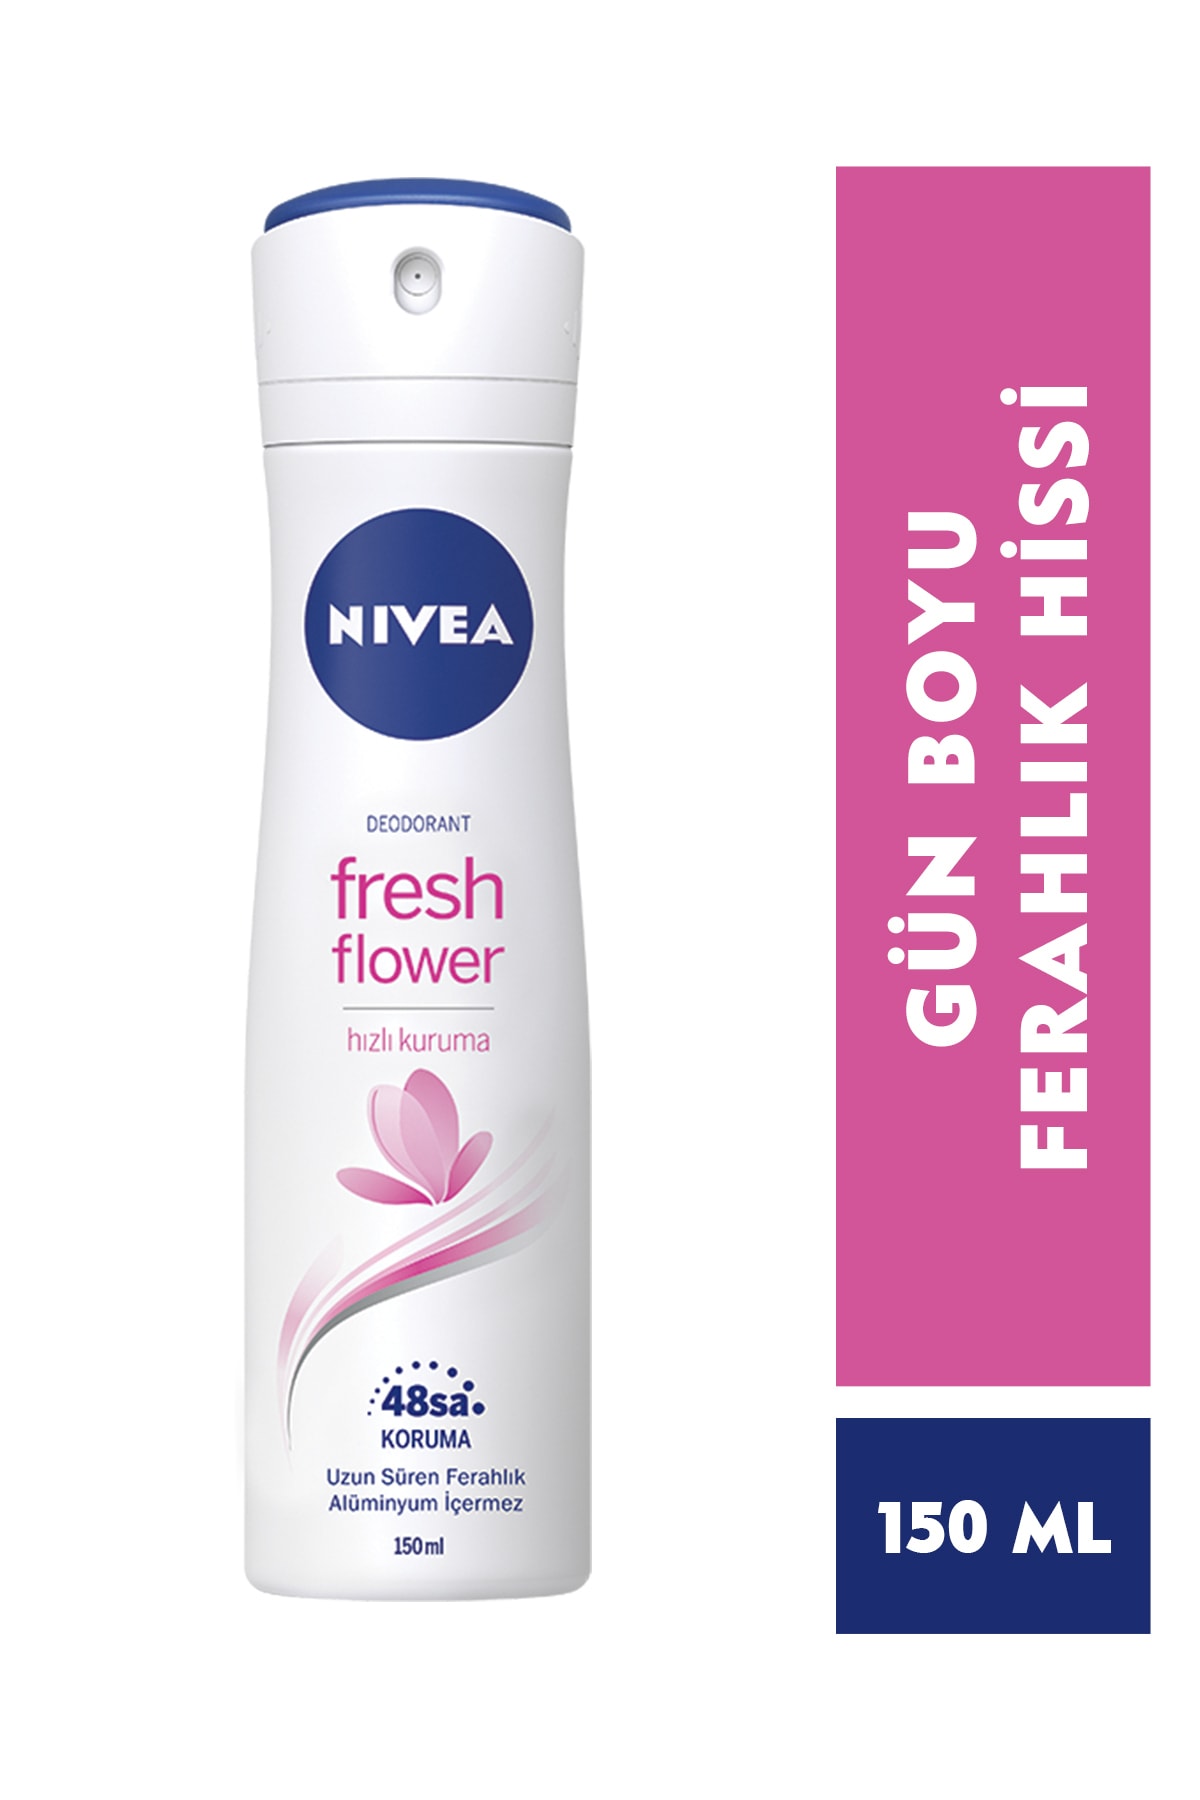 NIVEA
DEODORANT
fresh
flower
hızlı kuruma
48sa
KORUMA
Uzun Süren Ferahlık
Alüminyum İçermez
150ml
GÜN BOYU
FERAHLIK HİSSİ
150 ML